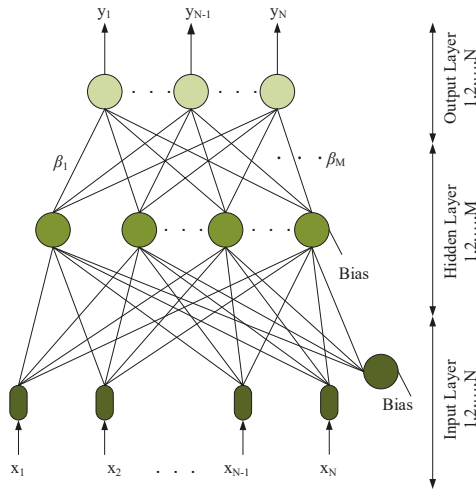 y1 yN-1 yN
Output Layer
1,2,....,N
β1
βM
Hidden Layer
1,2,....,M
Bias
Bias
Input Layer
1,2,....,N
x1 x2 . . . xN-1 xN